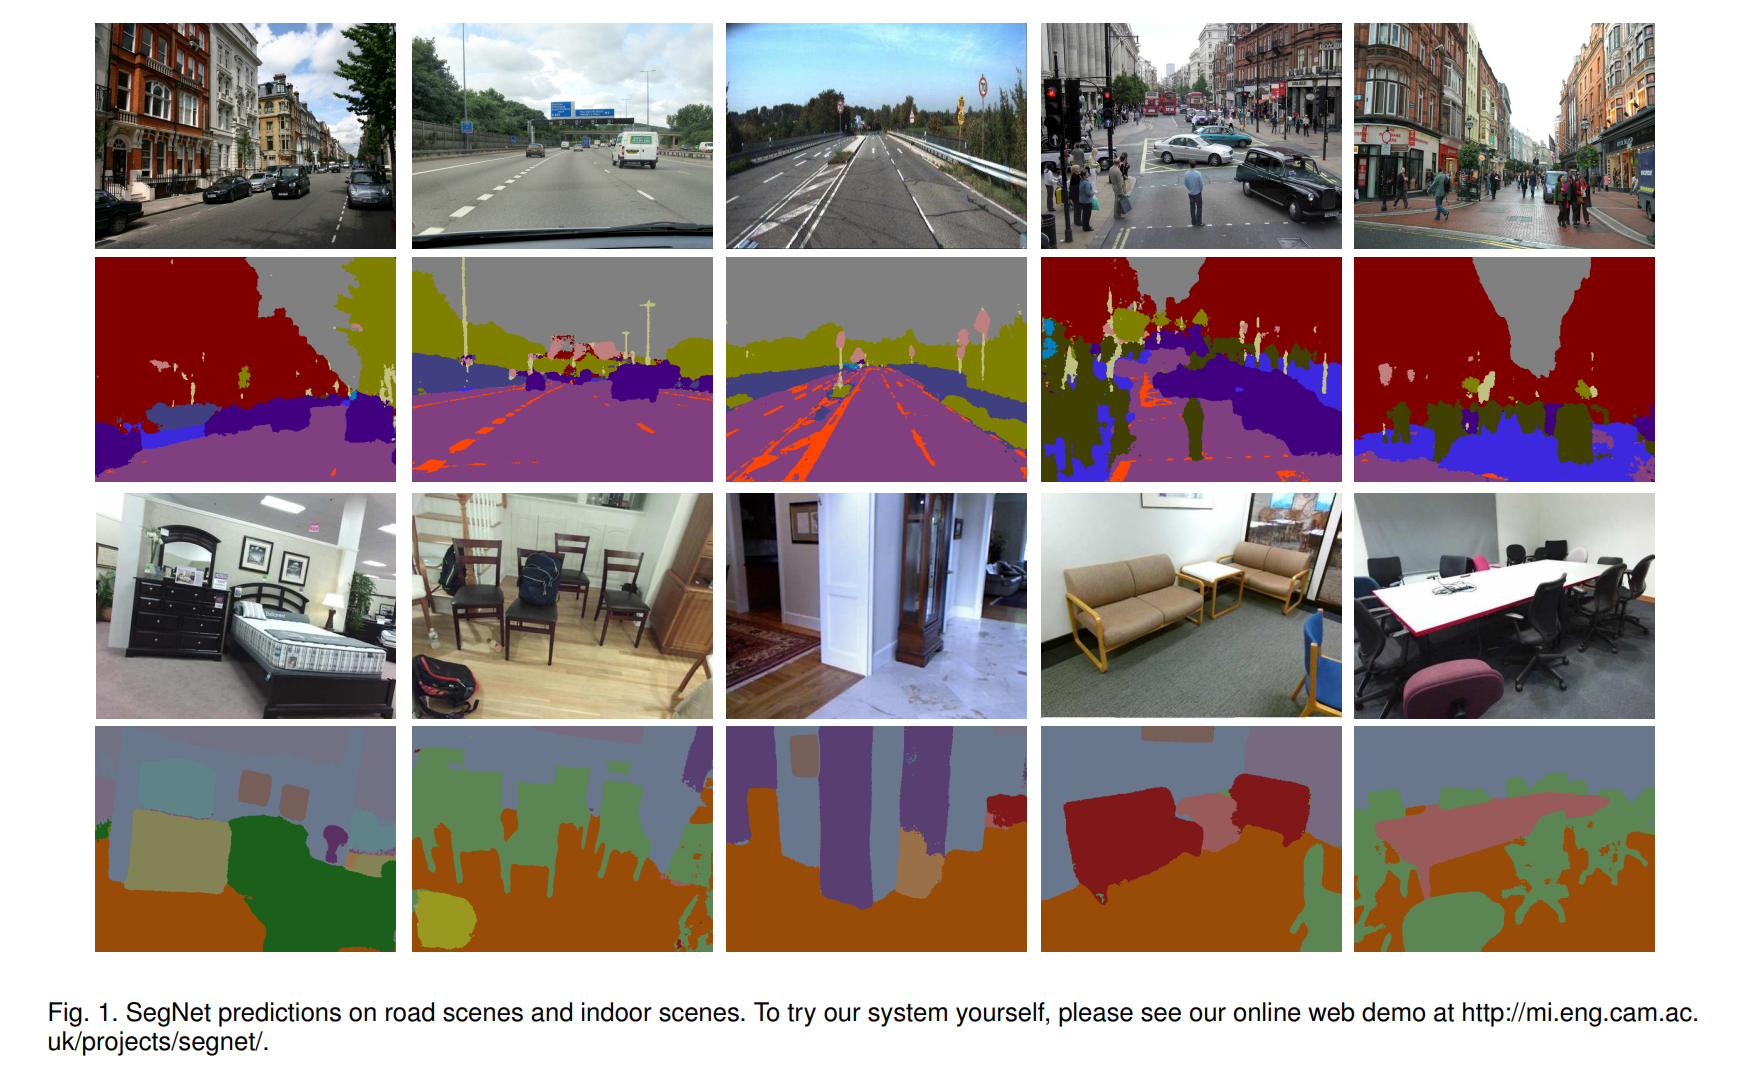 Fig. 1. SegNet predictions on road scenes and indoor scenes. To try our system yourself, please see our online web demo at http://mi.eng.cam.ac.
uk/projects/segnet/.